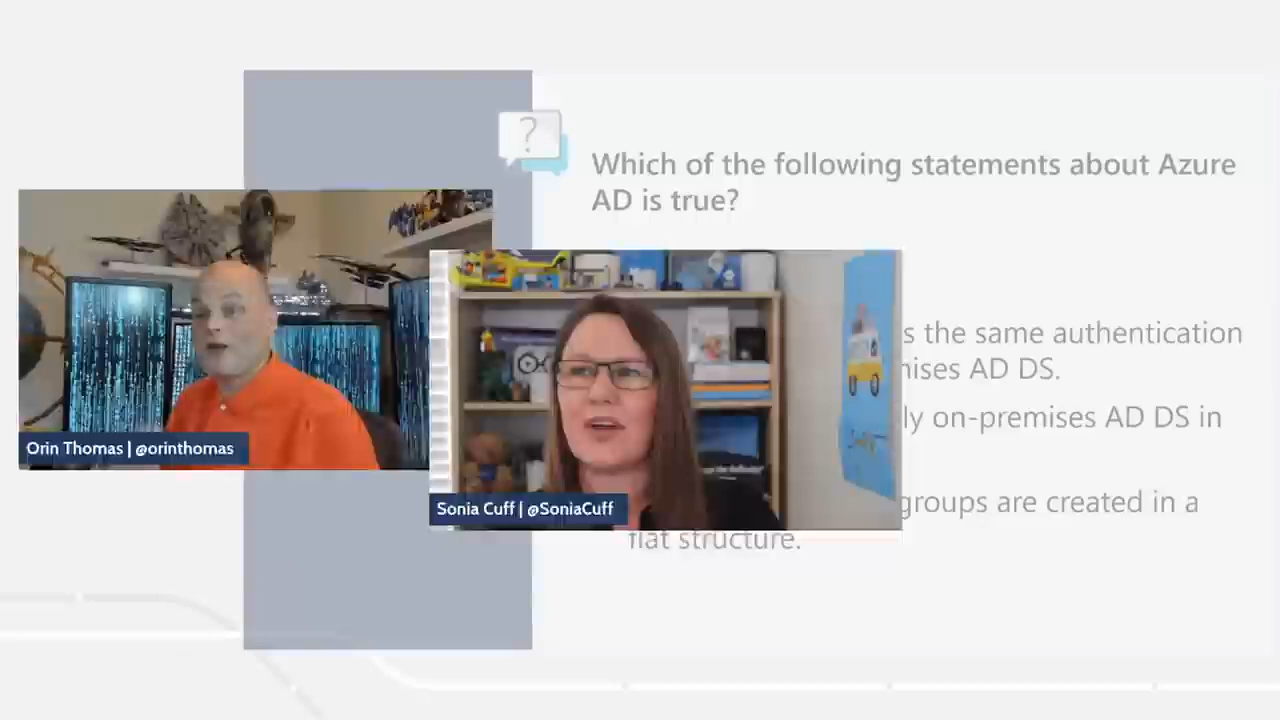 ?
Which of the following statements about Azure
AD is true?
s the same authentication
nises AD DS.
ly on-premises AD DS in
groups are created in a
flat structure.
Orin Thomas | @orinthomas
Sonia Cuff | @SoniaCuff